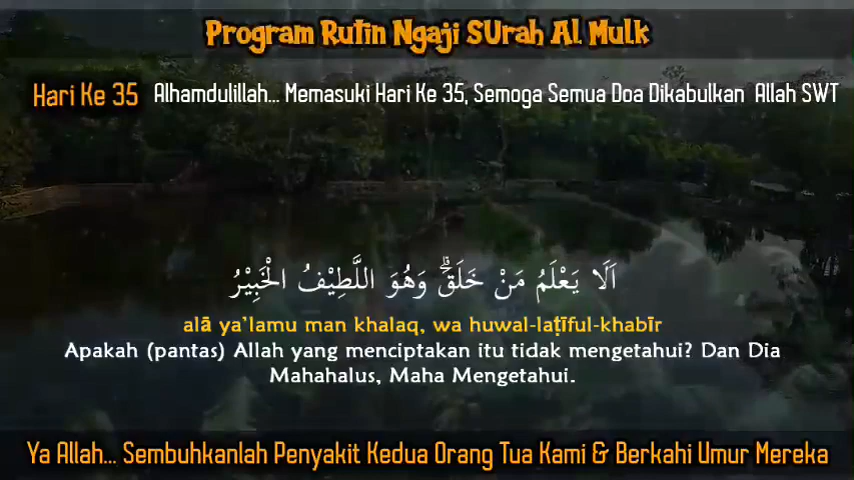 Program Rutin Ngaji SUrah Al Mulk
Hari Ke 35 Alhamdulillah... Memasuki Hari Ke 35, Semoga Semua Doa Dikabulkan Allah SWT
اَلَا يَعْلَمُ مَنْ خَلَقَۗ وَهُوَ اللَّطِيْفُ الْخَبِيْرُ
alā ya'lamu man khalaq, wa huwal-laṭīful-khabīr
Apakah (pantas) Allah yang menciptakan itu tidak mengetahui? Dan Dia
Mahahalus, Maha Mengetahui.
Ya Allah... Sembuhkanlah Penyakit Kedua Orang Tua Kami & Berkahi Umur Mereka